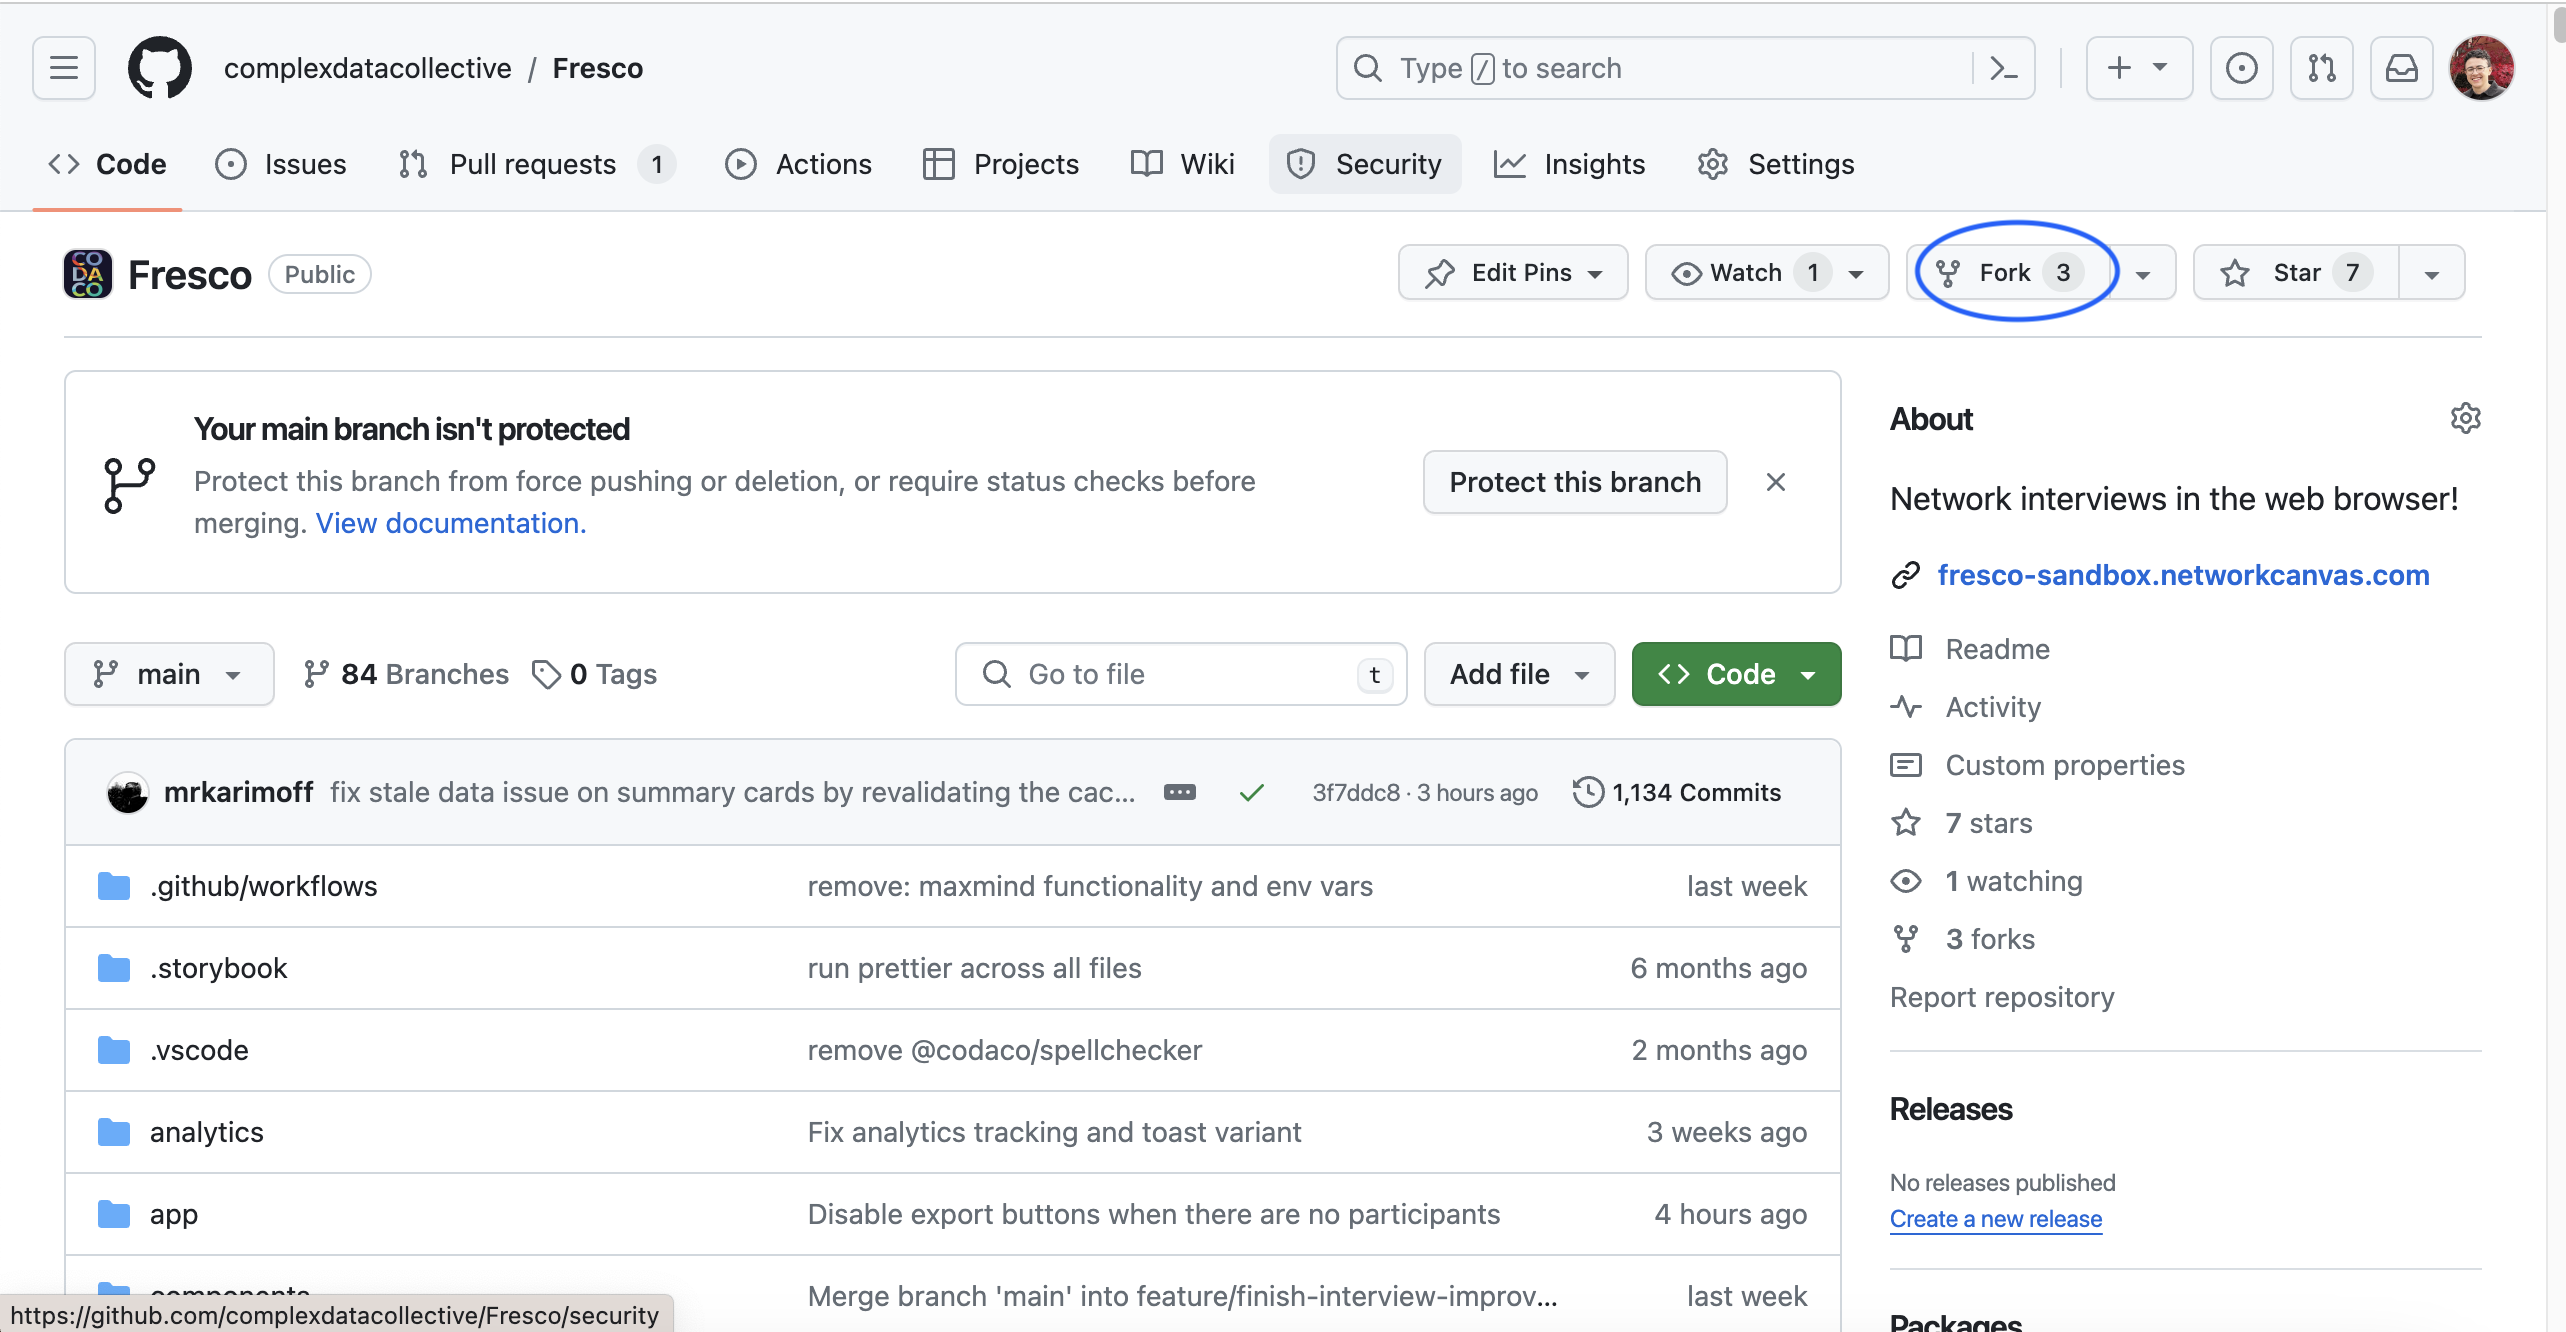 complexdatacollective / Fresco
Type / to search
Code
Issues
Pull requests 1
Actions
Projects
Wiki
Security
Insights
Settings
CODACO
Fresco Public
Edit Pins
Watch 1
Fork 3
Star 7
Your main branch isn't protected
Protect this branch from force pushing or deletion, or require status checks before
merging. View documentation.
Protect this branch
main
84 Branches
0 Tags
Go to file t
Add file
Code
mrkarimoff fix stale data issue on summary cards by revalidating the cac... 3f7ddc8 · 3 hours ago 1,134 Commits
.github/workflows remove: maxmind functionality and env vars last week
.storybook run prettier across all files 6 months ago
.vscode remove @codaco/spellchecker 2 months ago
analytics Fix analytics tracking and toast variant 3 weeks ago
app Disable export buttons when there are no participants 4 hours ago
components Merge branch 'main' into feature/finish-interview-improv... last week
About
Network interviews in the web browser!
fresco-sandbox.networkcanvas.com
Readme
Activity
Custom properties
7 stars
1 watching
3 forks
Report repository
Releases
No releases published
Create a new release
Packages
https://github.com/complexdatacollective/Fresco/security